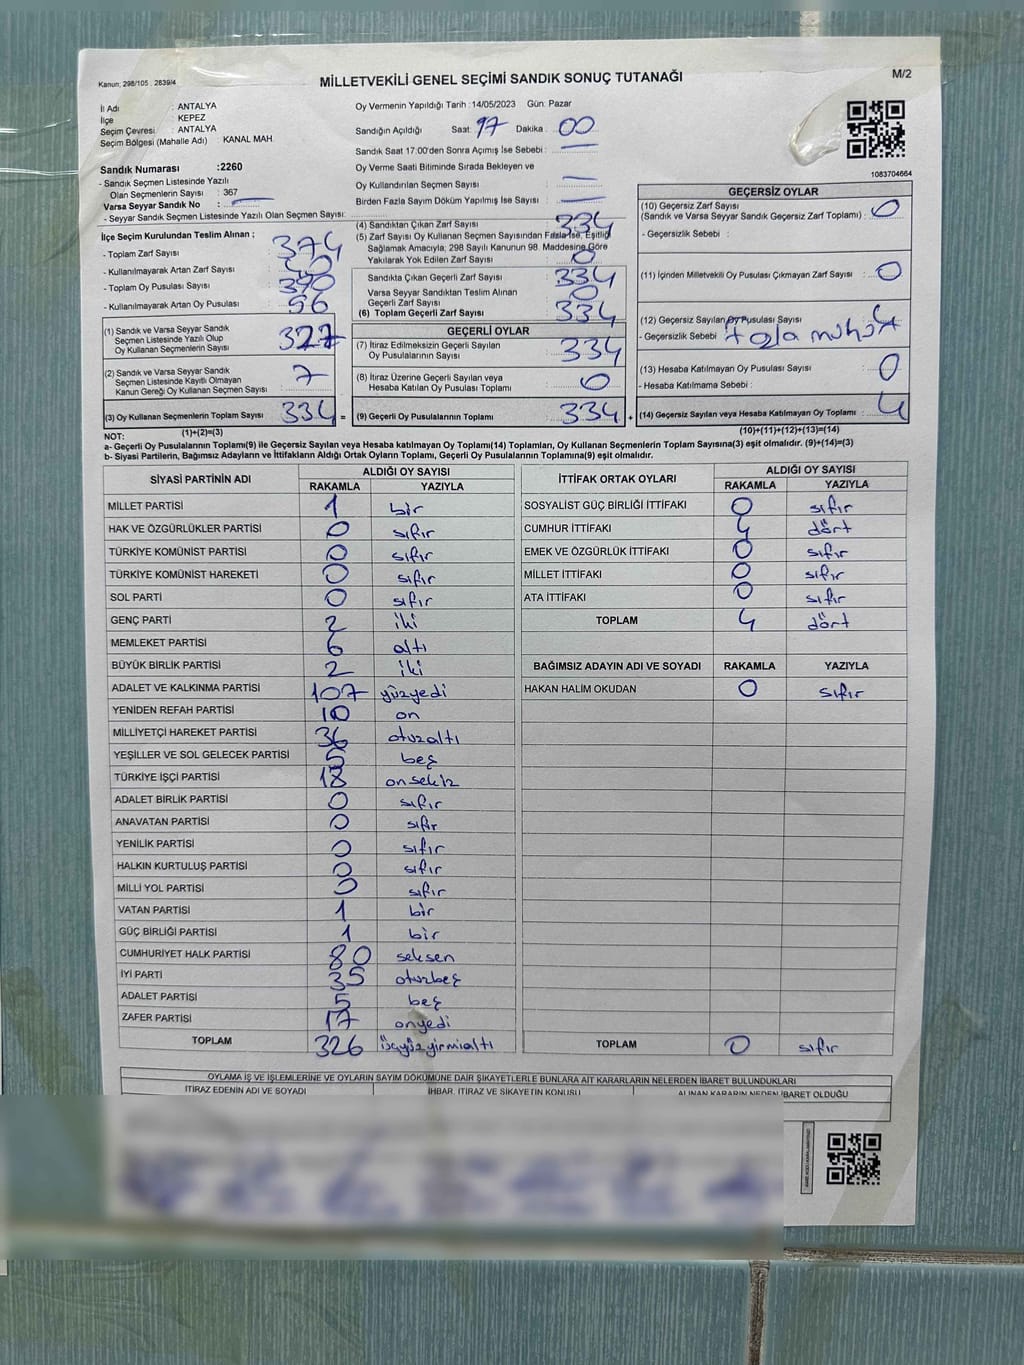 Kanun: 298/105 ; 2839/4
MİLLETVEKİLİ GENEL SEÇİMİ SANDIK SONUÇ TUTANAĞI
M/2
İl Adı : ANTALYA
İlçe : KEPEZ
Seçim Çevresi : ANTALYA
Seçim Bölgesi (Mahalle Adı) : KANAL MAH.
Sandık Numarası :2260
- Sandık Seçmen Listesinde Yazılı
Olan Seçmenlerin Sayısı : 367
Varsa Seyyar Sandık No :
- Seyyar Sandık Seçmen Listesinde Yazılı Olan Seçmen Sayısı:
Oy Vermenin Yapıldığı Tarih :14/05/2023 Gün: Pazar
Sandığın Açıldığı Saat: 17 Dakika : 00
Sandık Saat 17:00'den Sonra Açımış İse Sebebi :
Oy Verme Saati Bitiminde Sırada Bekleyen ve
Oy Kullandırılan Seçmen Sayısı :
Birden Fazla Sayım Döküm Yapılmış İse Sayısı :
1083704664
İlçe Seçim Kurulundan Teslim Alınan :
- Toplam Zarf Sayısı : 374
- Kullanılmayarak Artan Zarf Sayısı : 40
- Toplam Oy Pusulası Sayısı : 390
- Kullanılmayarak Artan Oy Pusulası : 56
(1) Sandık ve Varsa Seyyar Sandık
Seçmen Listesinde Yazılı Olup
Oy Kullanan Seçmenlerin Sayısı : 327
(2) Sandık ve Varsa Seyyar Sandık
Seçmen Listesinde Kayıtlı Olmayan
Kanun Gereği Oy Kullanan Seçmen Sayısı : 7
(3) Oy Kullanan Seçmenlerin Toplam Sayısı : 334 =
(1)+(2)=(3)
(4) Sandıktan Çıkan Zarf Sayısı : 334
(5) Zarf Sayısı Oy Kullanan Seçmen Sayısından Fazla İse, Eşitliği
Sağlamak Amacıyla; 298 Sayılı Kanunun 98. Maddesine Göre
Yakılarak Yok Edilen Zarf Sayısı : 0
Sandıkta Çıkan Geçerli Zarf Sayısı : 334
Varsa Seyyar Sandıktan Teslim Alınan
Geçerli Zarf Sayısı : 0
(6) Toplam Geçerli Zarf Sayısı : 334
GEÇERLİ OYLAR
(7) İtiraz Edilmeksizin Geçerli Sayılan
Oy Pusulalarının Sayısı : 334
(8) İtiraz Üzerine Geçerli Sayılan veya
Hesaba Katılan Oy Pusulası Toplamı : 0
(9) Geçerli Oy Pusulalarının Toplamı : 334 +
GEÇERSİZ OYLAR
(10) Geçersiz Zarf Sayısı
(Sandık ve Varsa Seyyar Sandık Geçersiz Zarf Toplamı) : 0
- Geçersizlik Sebebi :
(11) İçinden Milletvekili Oy Pusulası Çıkmayan Zarf Sayısı : 0
(12) Geçersiz Sayılan Oy Pusulası Sayısı :
- Geçersizlik Sebebi :
(13) Hesaba Katılmayan Oy Pusulası Sayısı : 0
- Hesaba Katılmama Sebebi :
(14) Geçersiz Sayılan veya Hesaba Katılmayan Oy Toplamı : 4
(10)+(11)+(12)+(13)=(14)
NOT:
a- Geçerli Oy Pusulalarının Toplamı(9) ile Geçersiz Sayılan veya Hesaba katılmayan Oy Toplamı(14) Toplamları, Oy Kullanan Seçmenlerin Toplam Sayısına(3) eşit olmalıdır. (9)+(14)=(3)
b- Siyasi Partilerin, Bağımsız Adayların ve İttifakların Aldığı Ortak Oyların Toplamı, Geçerli Oy Pusulalarının Toplamına(9) eşit olmalıdır.
SİYASİ PARTİNİN ADI ALDIĞI OY SAYISI
RAKAMLA YAZIYLA
MİLLET PARTİSİ 1 bir
HAK VE ÖZGÜRLÜKLER PARTİSİ 0 sıfır
TÜRKİYE KOMÜNİST PARTİSİ 0 sıfır
TÜRKİYE KOMÜNİST HAREKETİ 0 sıfır
SOL PARTİ 0 sıfır
GENÇ PARTİ 2 iki
MEMLEKET PARTİSİ 6 altı
BÜYÜK BİRLİK PARTİSİ 2 iki
ADALET VE KALKINMA PARTİSİ 107 yüzyedi
YENİDEN REFAH PARTİSİ 10 on
MİLLİYETÇİ HAREKET PARTİSİ 36 otuzaltı
YEŞİLLER VE SOL GELECEK PARTİSİ 5 beş
TÜRKİYE İŞÇİ PARTİSİ 18 onsekiz
ADALET BİRLİK PARTİSİ 0 sıfır
ANAVATAN PARTİSİ 0 sıfır
YENİLİK PARTİSİ 0 sıfır
HALKIN KURTULUŞ PARTİSİ 0 sıfır
MİLLİ YOL PARTİSİ 0 sıfır
VATAN PARTİSİ 1 bir
GÜÇ BİRLİĞİ PARTİSİ 1 bir
CUMHURİYET HALK PARTİSİ 80 seksen
İYİ PARTİ 35 otuzbeş
ADALET PARTİSİ 5 beş
ZAFER PARTİSİ 17 onyedi
TOPLAM 326 üçyüzyirmialtı
İTTİFAK ORTAK OYLARI ALDIĞI OY SAYISI
RAKAMLA YAZIYLA
SOSYALİST GÜÇ BİRLİĞİ İTTİFAKI 0 sıfır
CUMHUR İTTİFAKI 4 dört
EMEK VE ÖZGÜRLÜK İTTİFAKI 0 sıfır
MİLLET İTTİFAKI 0 sıfır
ATA İTTİFAKI 0 sıfır
TOPLAM 4 dört
BAĞIMSIZ ADAYIN ADI VE SOYADI RAKAMLA YAZIYLA
HAKAN HALİM OKUDAN 0 sıfır
TOPLAM 0 sıfır
OYLAMA İŞ VE İŞLEMLERİNE VE OYLARIN SAYIM DÖKÜMÜNE DAİR ŞİKAYETLERLE BUNLARA AİT KARARLARIN NELERDEN İBARET BULUNDUKLARI
İTİRAZ EDENİN ADI VE SOYADI İHBAR, İTİRAZ VE ŞİKAYETİN KONUSU ALINAN KARARIN NEDEN İBARET OLDUĞU